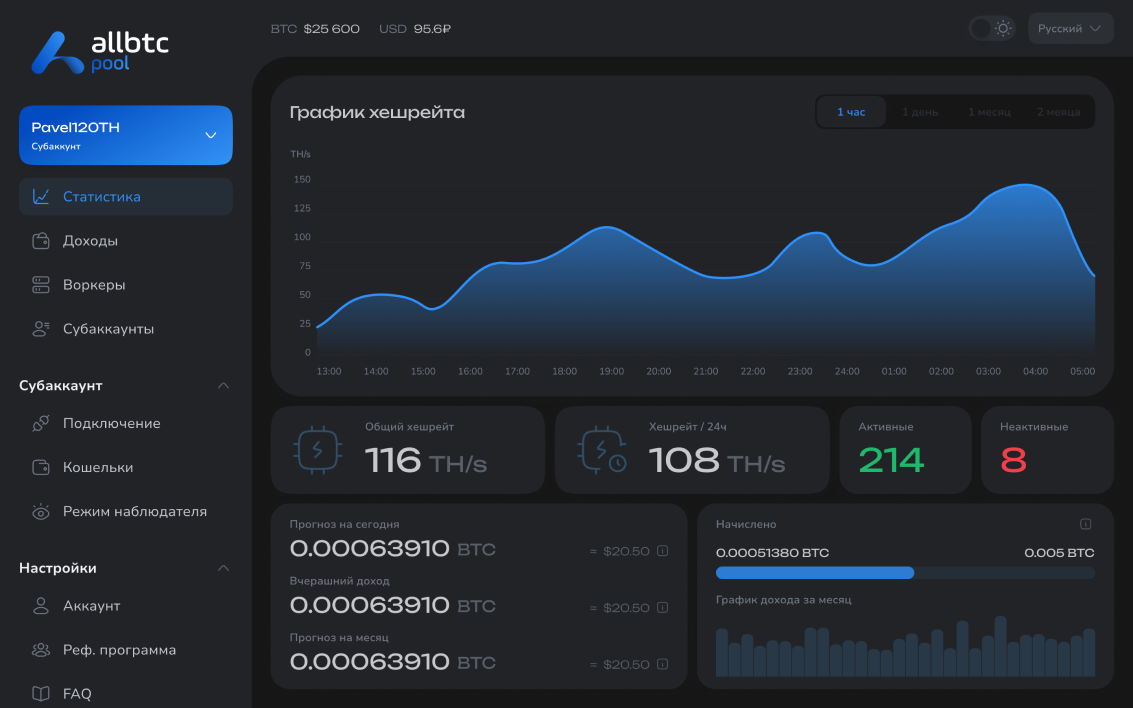 allbtc
pool
BTC $25 600 USD 95.6₽
Русский
Pavel120TH
Субаккунт
Статистика
Доходы
Воркеры
Субаккаунты
Субаккаунт
Подключение
Кошельки
Режим наблюдателя
Настройки
Аккаунт
Реф. программа
FAQ
График хешрейта
1 час 1 день 1 месяц 2 меяца
TH/s
150
125
100
75
50
25
0
13:00 14:00 15:00 16:00 17:00 18:00 19:00 20:00 21:00 22:00 23:00 24:00 01:00 02:00 03:00 04:00 05:00
Общий хешрейт
116 TH/s
Хешрейт / 24ч
108 TH/s
Активные
214
Неактивные
8
Прогноз на сегодня
0.00063910 BTC = $20.50
Вчерашний доход
0.00063910 BTC = $20.50
Прогноз на месяц
0.00063910 BTC = $20.50
Начислено
0.00051380 BTC 0.005 BTC
График дохода за месяц